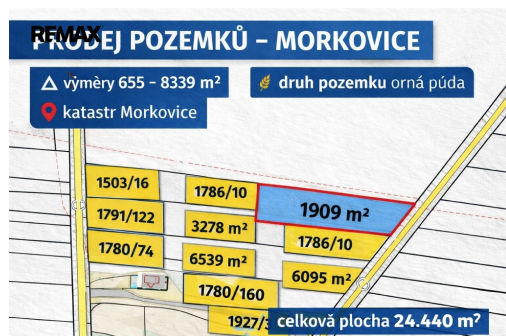 REMAX
PRODEJ POZEMKŮ – MORKOVICE
výměry 655 – 8339 m²
druh pozemku orná púda
katastr Morkovice
1503/16
1786/10
1909 m²
1791/122
3278 m²
1786/10
1780/74
6539 m²
6095 m²
1780/160
celková plocha 24.440 m²